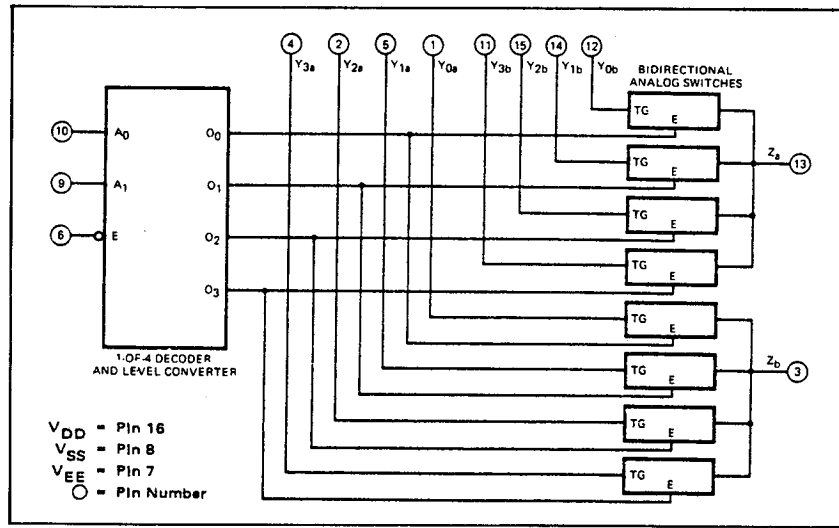 4 2 5 1 11 15 14 12
Y3a Y2a Y1a Y0a Y3b Y2b Y1b Y0b
BIDIRECTIONAL
ANALOG SWITCHES
TG E
10 A0 O0
Za 13
TG E
9 A1 O1
TG E
6 E O2
TG E
O3
TG E
1-OF-4 DECODER
AND LEVEL CONVERTER
Zb 3
TG E
VDD = Pin 16
VSS = Pin 8
VEE = Pin 7
= Pin Number
TG E
TG E